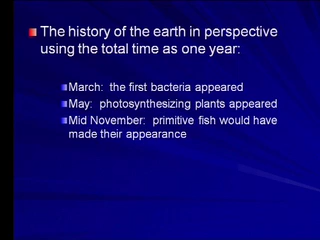 The history of the earth in perspective
using the total time as one year:
March: the first bacteria appeared
May: photosynthesizing plants appeared
Mid November: primitive fish would have
made their appearance